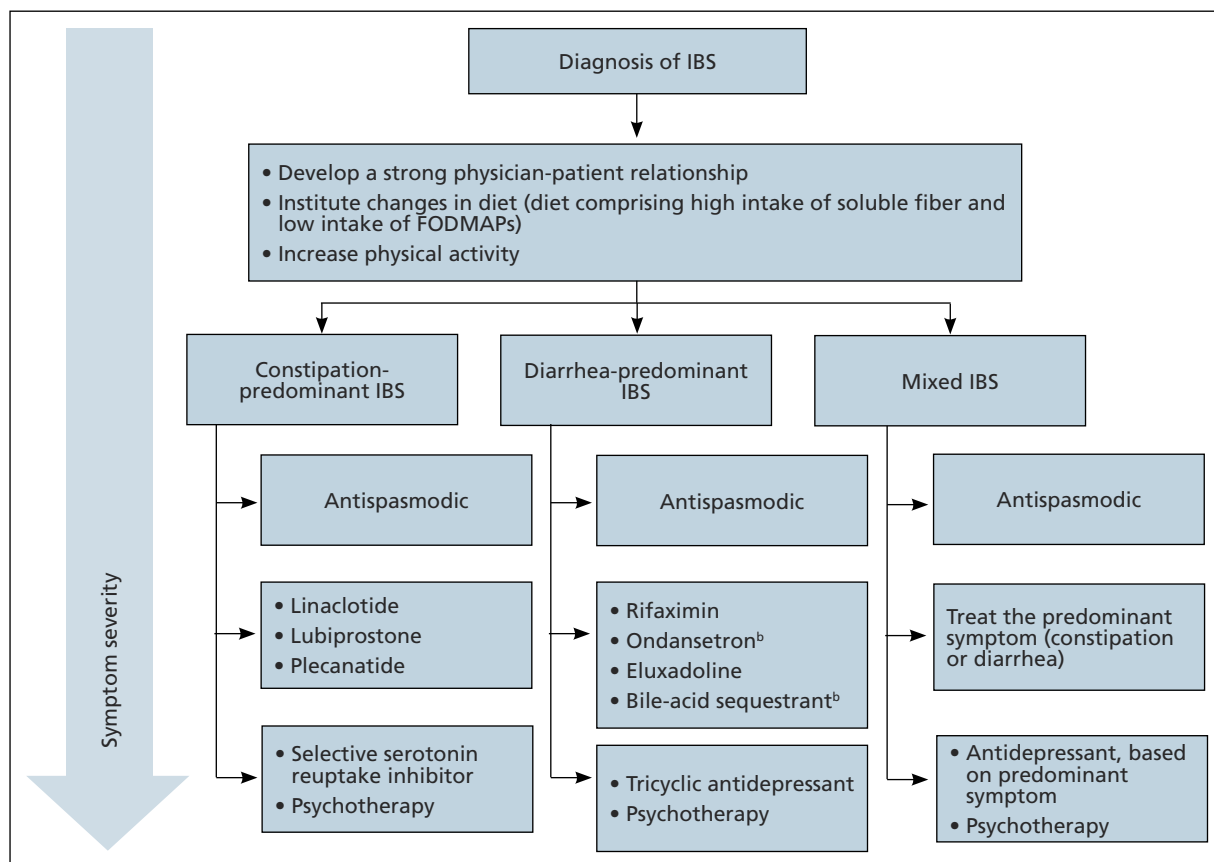 Diagnosis of IBS
• Develop a strong physician-patient relationship
• Institute changes in diet (diet comprising high intake of soluble fiber and
low intake of FODMAPs)
• Increase physical activity
Constipation-
predominant IBS
Diarrhea-predominant
IBS
Mixed IBS
Antispasmodic
Antispasmodic
Antispasmodic
• Linaclotide
• Lubiprostone
• Plecanatide
• Rifaximin
• Ondansetronᵇ
• Eluxadoline
• Bile-acid sequestrantᵇ
Treat the predominant
symptom (constipation
or diarrhea)
• Selective serotonin
reuptake inhibitor
• Psychotherapy
• Tricyclic antidepressant
• Psychotherapy
• Antidepressant, based
on predominant
symptom
• Psychotherapy
Symptom severity